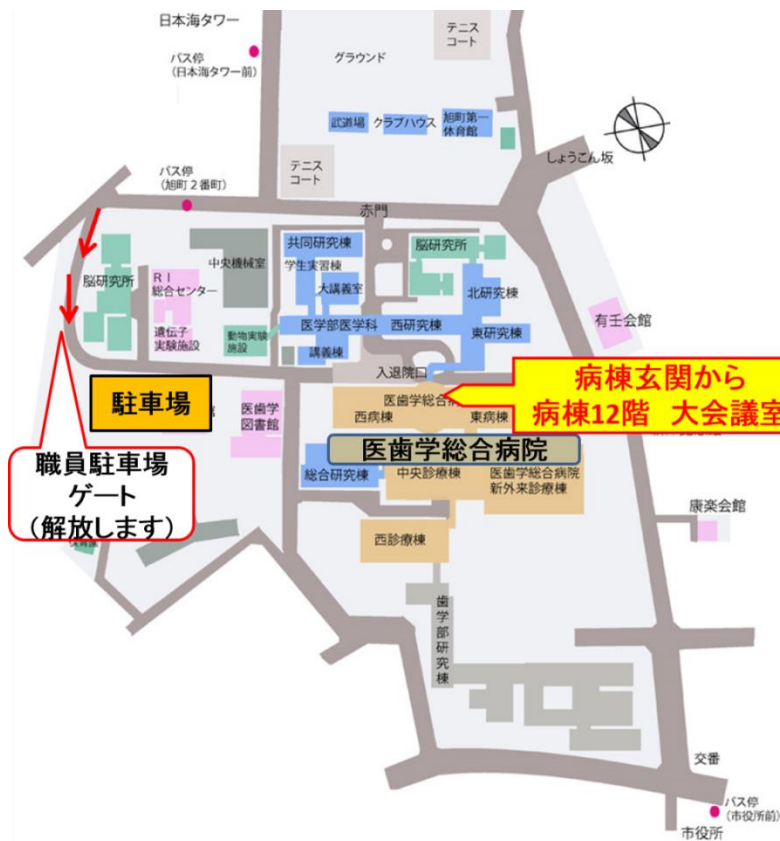 日本海タワー
バス停
(日本海タワー前)
グラウンド
テニス
コート
武道場
クラブハウス
旭町第一
体育館
しょうこん坂
テニス
コート
バス停
(旭町2番町)
赤門
共同研究棟
学生実習棟
大講義室
脳研究所
北研究棟
中央機械室
脳研究所
RI
総合センター
遺伝子
実験施設
動物実験
施設
医学部医学科
西研究棟
東研究棟
講義棟
有壬会館
入退院口
病棟玄関から
病棟12階 大会議室
駐車場
医歯学
図書館
医歯学総合病
西病棟
東病棟
医歯学総合病院
職員駐車場
ゲート
(解放します)
総合研究棟
中央診療棟
医歯学総合病院
新外来診療棟
西診療棟
康楽会館
歯学部研究棟
交番
バス停
(市役所前)
市役所